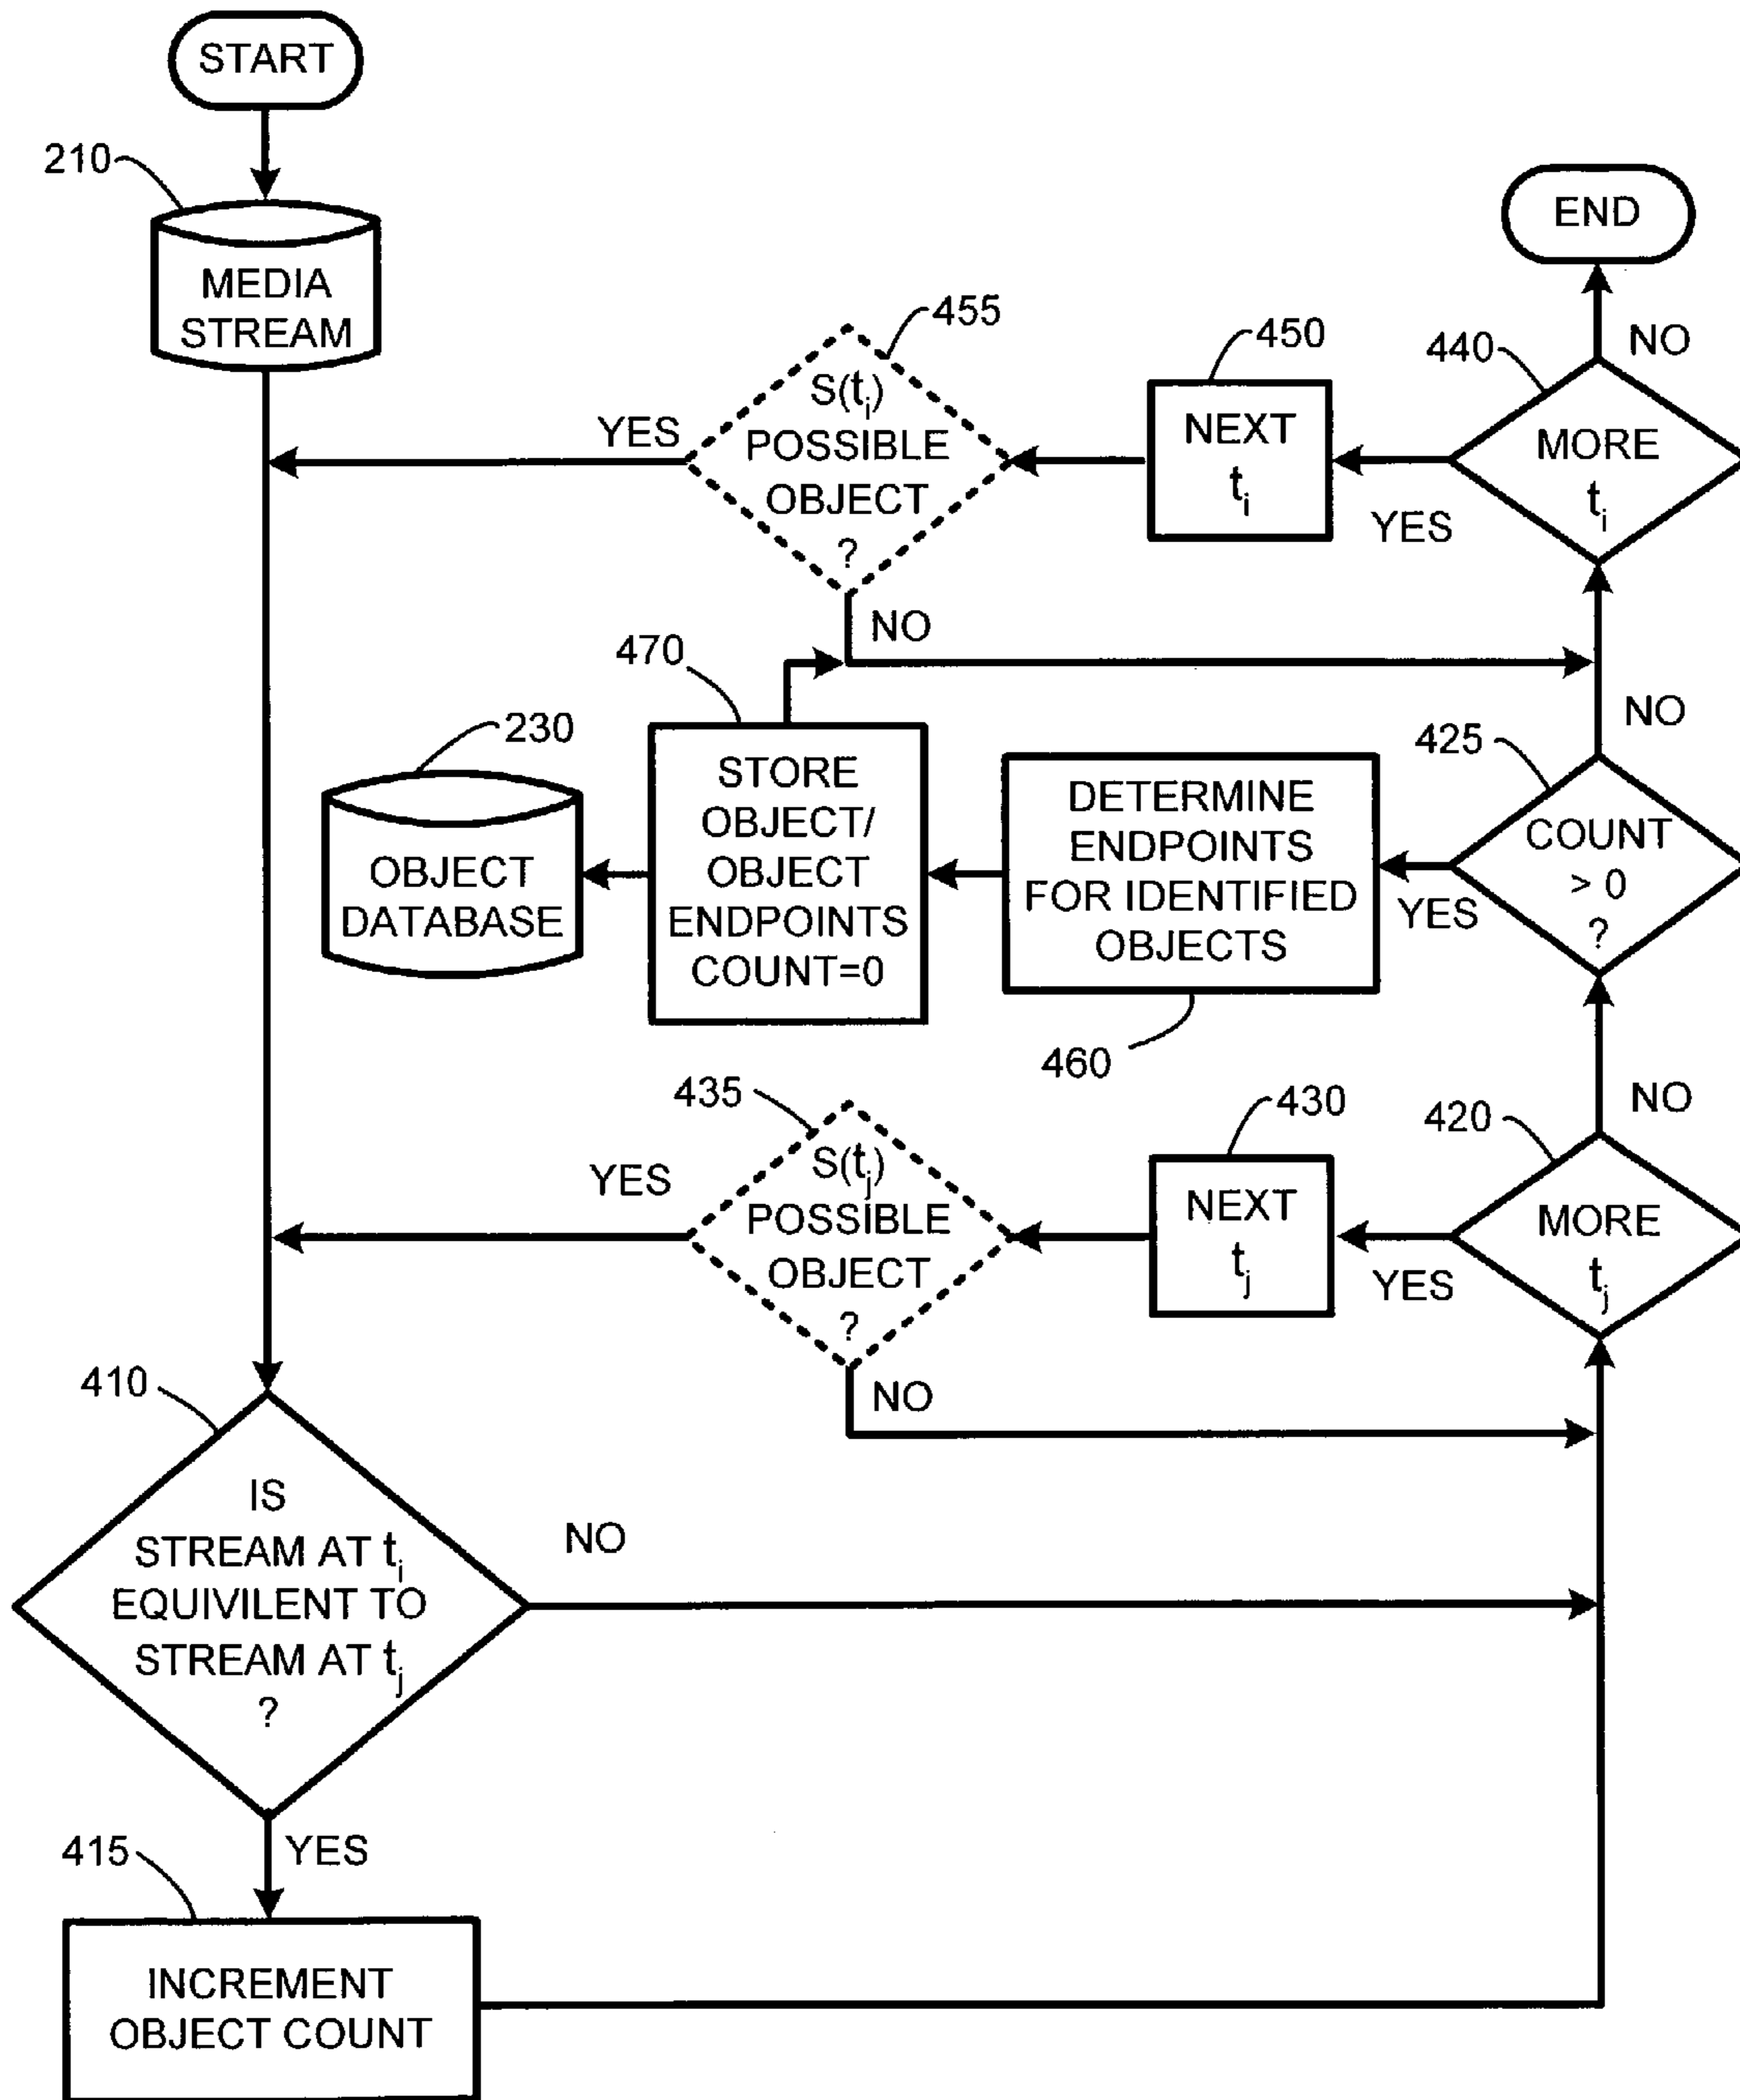 START
210
MEDIA
STREAM
END
455
S(ti)
POSSIBLE
OBJECT
?
YES
NO
450
NEXT
ti
440
MORE
ti
NO
YES
470
STORE
OBJECT/
OBJECT
ENDPOINTS
COUNT=0
230
OBJECT
DATABASE
DETERMINE
ENDPOINTS
FOR IDENTIFIED
OBJECTS
460
425
COUNT
> 0
?
NO
YES
435
S(tj)
POSSIBLE
OBJECT
?
YES
NO
430
NEXT
tj
420
MORE
tj
NO
YES
410
IS
STREAM AT ti
EQUIVILENT TO
STREAM AT tj
?
NO
YES
415
INCREMENT
OBJECT COUNT